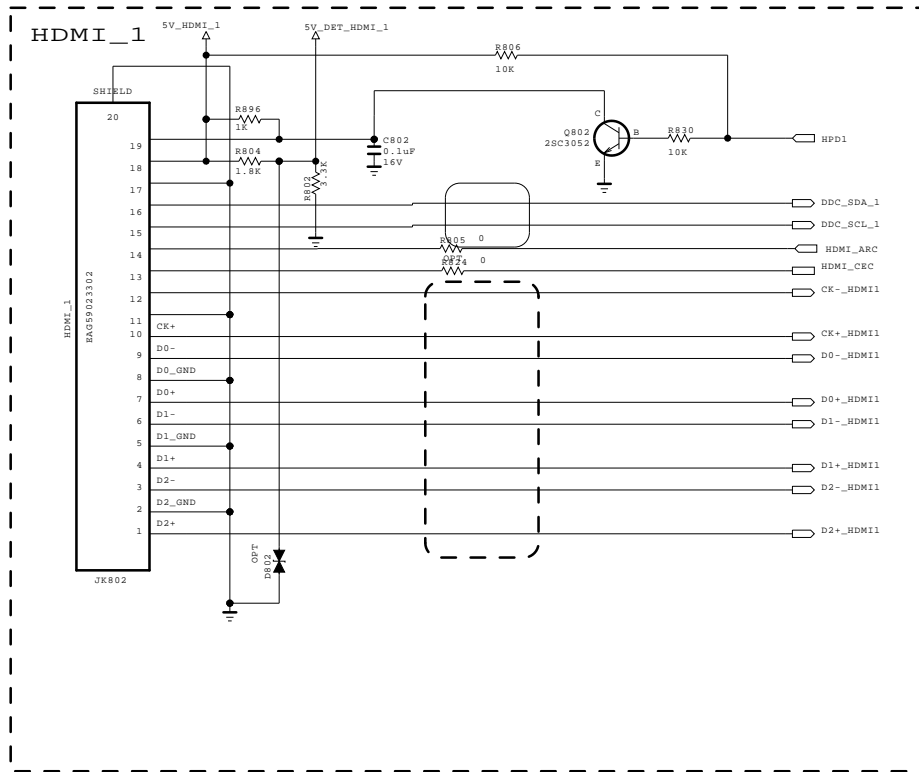 HDMI_1
5V_HDMI_1
5V_DET_HDMI_1
R806
10K
SHIELD
20
R896
1K
C802
0.1uF
16V
C
Q802
2SC3052
B
E
R830
10K
HPD1
19
R804
1.8K
18
R802
3.3K
17
16
DDC_SDA_1
15
DDC_SCL_1
R805
0
14
HDMI_ARC
OPT
R824
0
13
HDMI_CEC
12
CK-_HDMI1
HDMI_1
EAG59023302
11
CK+
10
CK+_HDMI1
D0-
9
D0-_HDMI1
D0_GND
8
D0+
7
D0+_HDMI1
D1-
6
D1-_HDMI1
D1_GND
5
D1+
4
D1+_HDMI1
D2-
3
D2-_HDMI1
D2_GND
2
D2+
1
D2+_HDMI1
OPT
D802
JK802